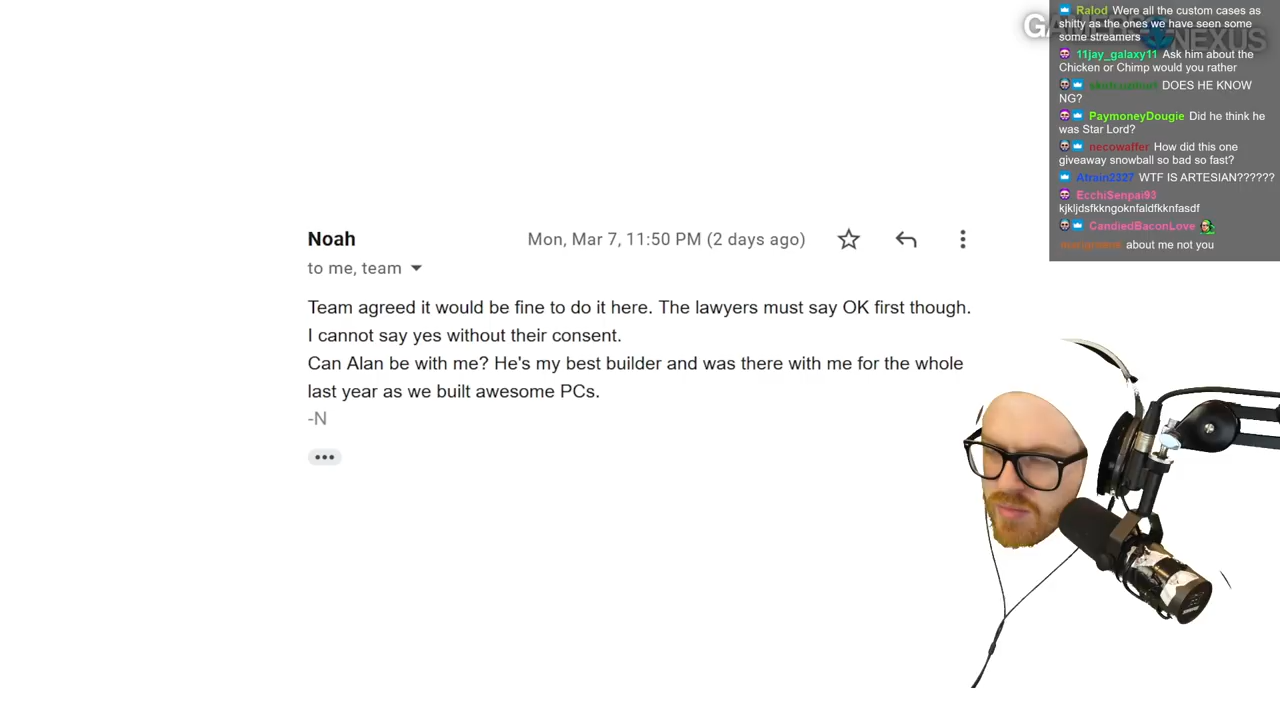 Noah
Mon, Mar 7, 11:50 PM (2 days ago)
to me, team
Team agreed it would be fine to do it here. The lawyers must say OK first though.
I cannot say yes without their consent.
Can Alan be with me? He's my best builder and was there with me for the whole
last year as we built awesome PCs.
-N
GAMERS NEXUS
Ralod Were all the custom cases as
shitty as the ones we have seen some
some streamers
11jay_galaxy11 Ask him about the
Chicken or Chimp would you rather
DOES HE KNOW
NG?
PaymoneyDougie Did he think he
was Star Lord?
necowaffer How did this one
giveaway snowball so bad so fast?
Atrain2327 WTF IS ARTESIAN??????
EcchiSenpai93
kjkljdsfkkngoknfaldfkknfasdf
CandiedBaconLove
about me not you